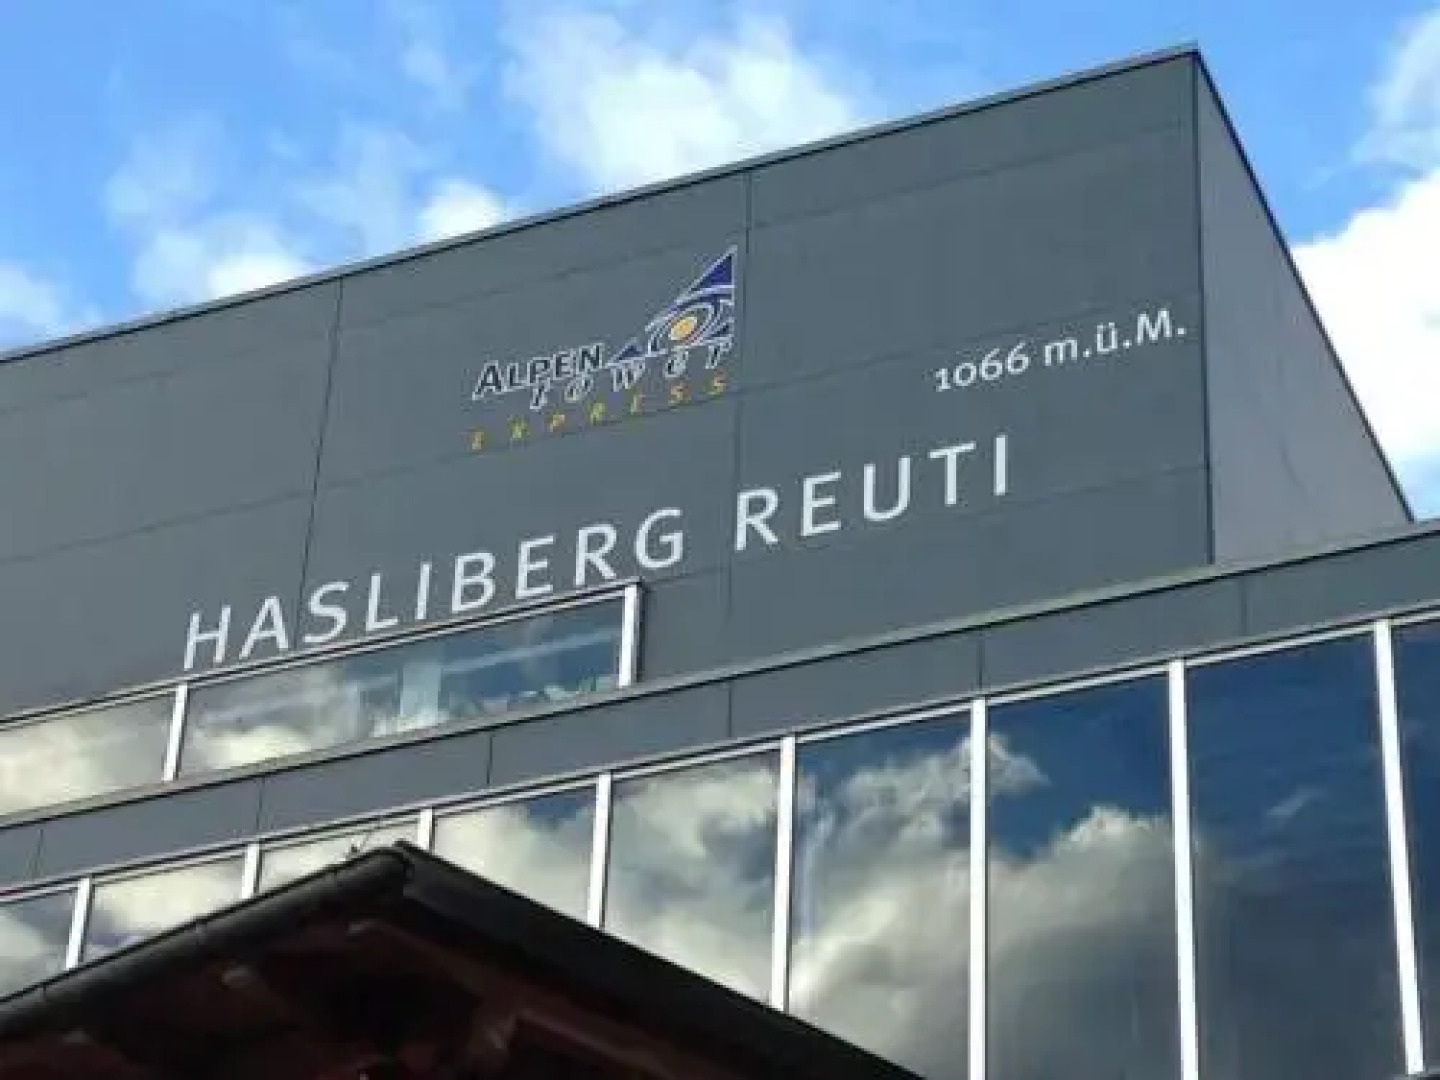 ALPEN
tower
EXPRESS
1066 m.ü.M.
HASLIBERG REUTI